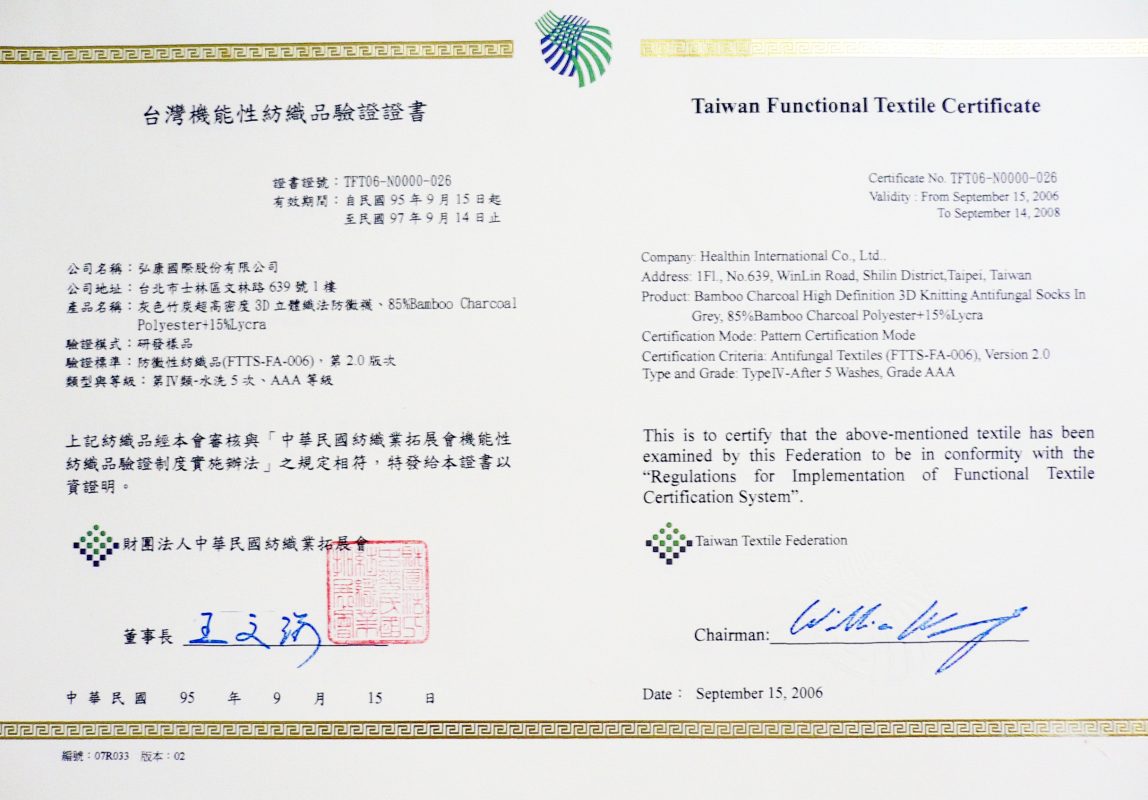 台灣機能性紡織品驗證證書
證書證號：TFT06-N0000-026
有效期間：自民國 95 年 9 月 15 日起
至民國 97 年 9 月 14 日止
公司名稱：弘康國際股份有限公司
公司地址：台北市士林區文林路 639 號 1 樓
產品名稱：灰色竹炭超高密度 3D 立體織法防黴襪、85%Bamboo Charcoal
Polyester+15%Lycra
驗證模式：研發樣品
驗證標準：防黴性紡織品(FTTS-FA-006)，第 2.0 版次
類型與等級：第Ⅳ類-水洗 5 次、AAA 等級
上記紡織品經本會審核與「中華民國紡織業拓展會機能性
紡織品驗證制度實施辦法」之規定相符，特發給本證書以
資證明。
財團法人中華民國紡織業拓展會
董事長
中 華 民 國 95 年 9 月 15 日
編號：07R033 版本：02
Taiwan Functional Textile Certificate
Certificate No. TFT06-N0000-026
Validity : From September 15, 2006
To September 14, 2008
Company: Healthin International Co., Ltd..
Address: 1Fl., No.639, WinLin Road, Shilin District,Taipei, Taiwan
Product: Bamboo Charcoal High Definition 3D Knitting Antifungal Socks In
Grey, 85%Bamboo Charcoal Polyester+15%Lycra
Certification Mode: Pattern Certification Mode
Certification Criteria: Antifungal Textiles (FTTS-FA-006), Version 2.0
Type and Grade: TypeⅣ-After 5 Washes, Grade AAA
This is to certify that the above-mentioned textile has been
examined by this Federation to be in conformity with the
“Regulations for Implementation of Functional Textile
Certification System”.
Taiwan Textile Federation
Chairman:
Date： September 15, 2006